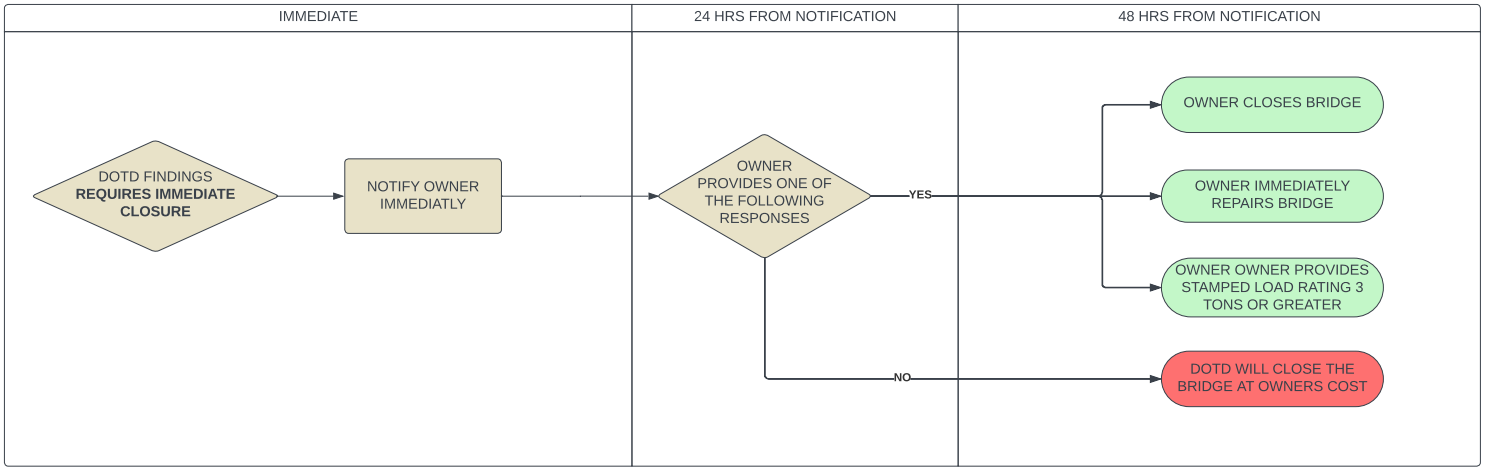 IMMEDIATE
24 HRS FROM NOTIFICATION
48 HRS FROM NOTIFICATION
DOTD FINDINGS
REQUIRES IMMEDIATE
CLOSURE
NOTIFY OWNER
IMMEDIATLY
OWNER
PROVIDES ONE OF
THE FOLLOWING
RESPONSES
YES
NO
OWNER CLOSES BRIDGE
OWNER IMMEDIATELY
REPAIRS BRIDGE
OWNER OWNER PROVIDES
STAMPED LOAD RATING 3
TONS OR GREATER
DOTD WILL CLOSE THE
BRIDGE AT OWNERS COST